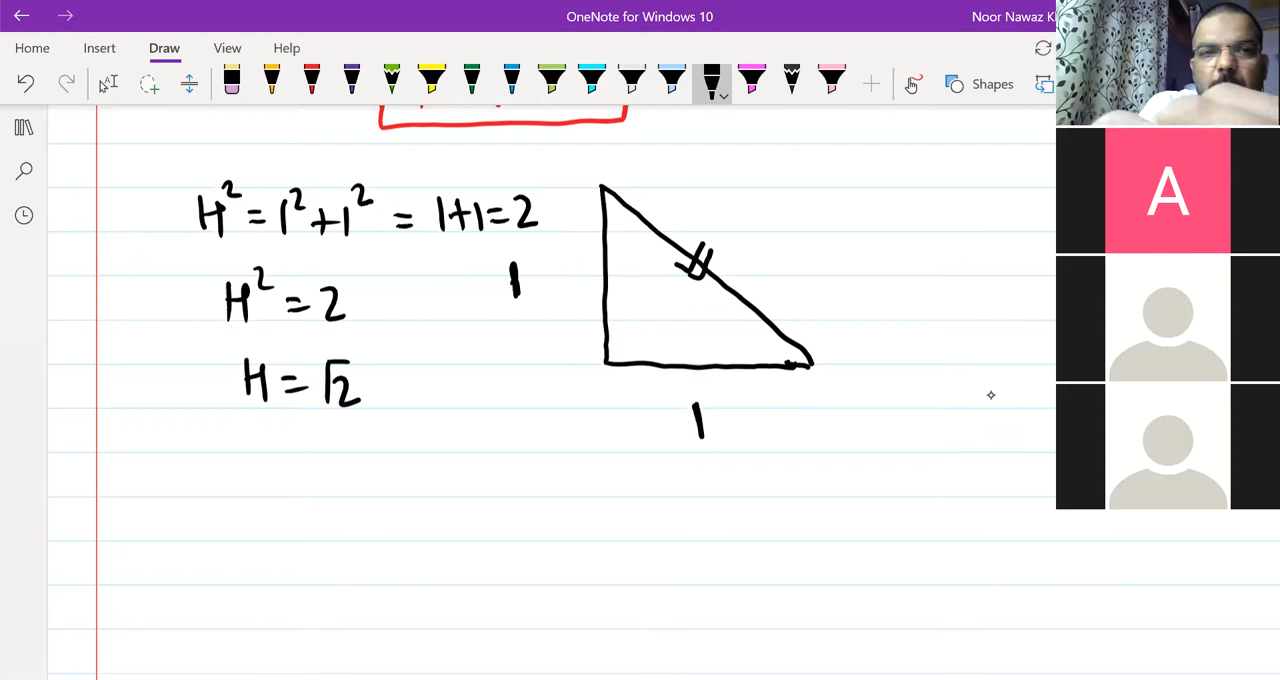 OneNote for Windows 10
Noor Nawaz K
Home Insert Draw View Help
Shapes
H² = 1² + 1² = 1+1=2
1
H² = 2
H = √2
1
A